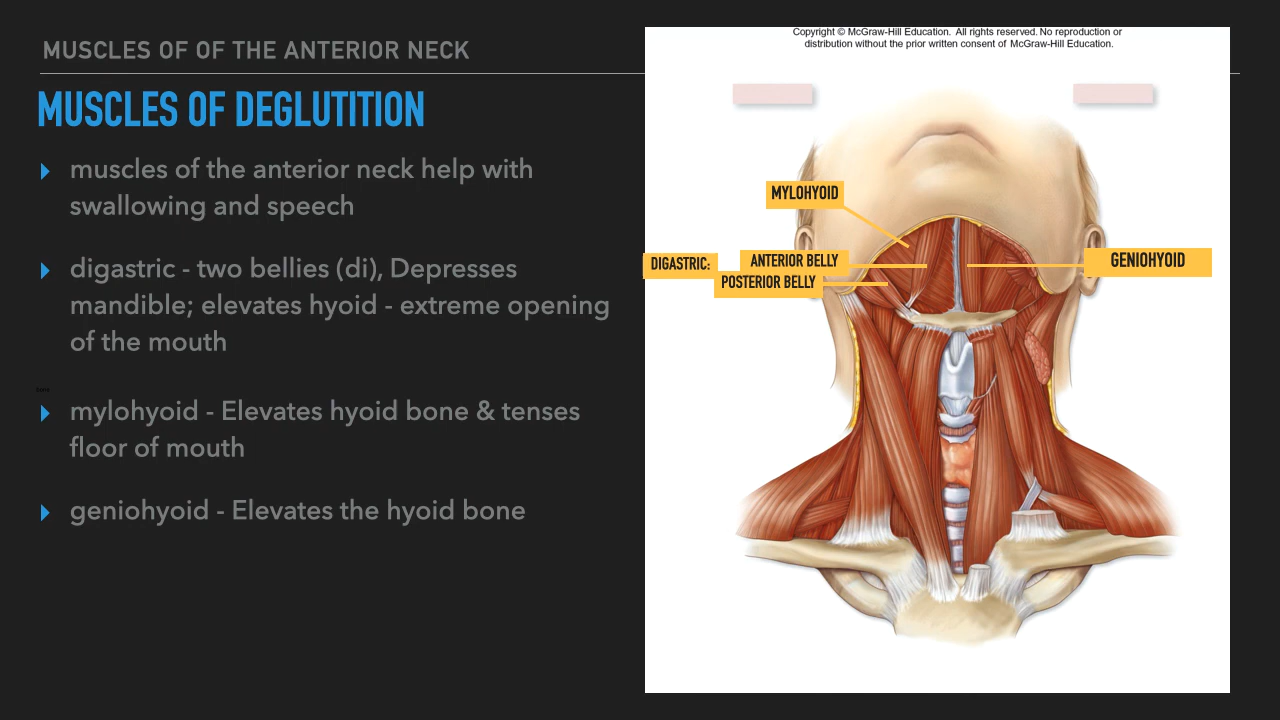 MUSCLES OF OF THE ANTERIOR NECK
MUSCLES OF DEGLUTITION
muscles of the anterior neck help with
swallowing and speech
digastric - two bellies (di), Depresses
mandible; elevates hyoid - extreme opening
of the mouth
mylohyoid - Elevates hyoid bone & tenses
floor of mouth
geniohyoid - Elevates the hyoid bone
Copyright © McGraw-Hill Education. All rights reserved. No reproduction or
distribution without the prior written consent of McGraw-Hill Education.
MYLOHYOID
DIGASTRIC:
ANTERIOR BELLY
POSTERIOR BELLY
GENIOHYOID